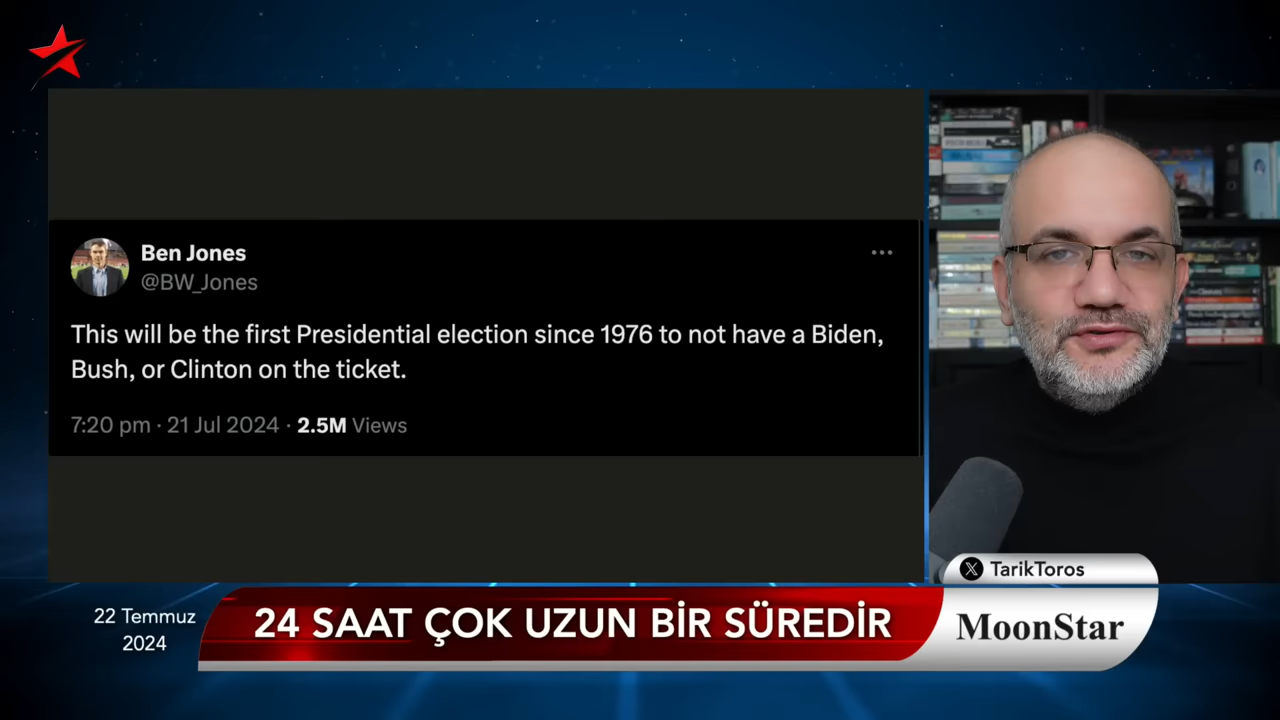 Ben Jones
@BW_Jones
This will be the first Presidential election since 1976 to not have a Biden,
Bush, or Clinton on the ticket.
7:20 pm · 21 Jul 2024 · 2.5M Views
TarikToros
22 Temmuz
2024
24 SAAT ÇOK UZUN BİR SÜREDİR
MoonStar